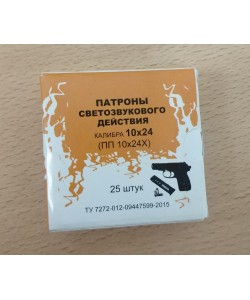 ПАТРОНЫ
СВЕТОЗВУКОВОГО
ДЕЙСТВИЯ
КАЛИБРА 10х24
(ПП 10х24Х)
25 штук
ТУ 7272-012-09447599-2015